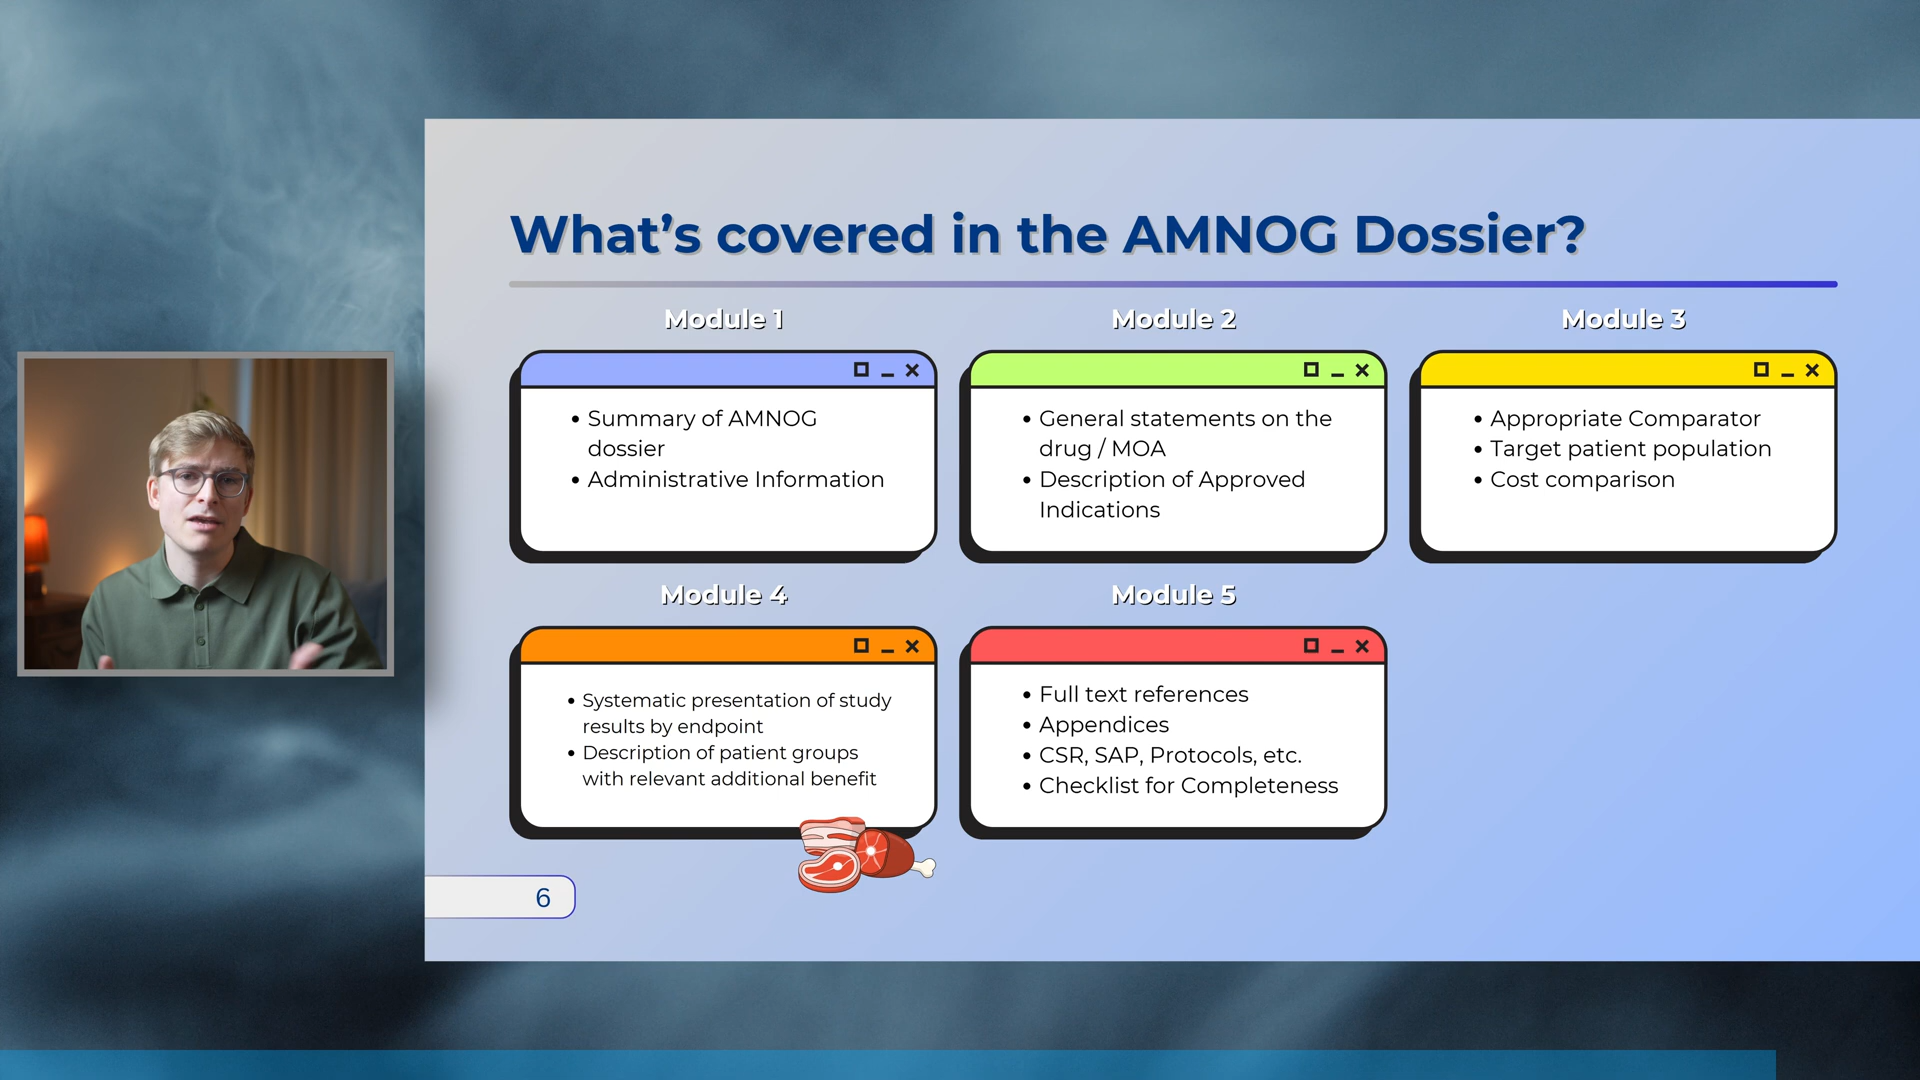 What’s covered in the AMNOG Dossier?
Module 1
Summary of AMNOG
dossier
Administrative Information
Module 2
General statements on the
drug / MOA
Description of Approved
Indications
Module 3
Appropriate Comparator
Target patient population
Cost comparison
Module 4
Systematic presentation of study
results by endpoint
Description of patient groups
with relevant additional benefit
Module 5
Full text references
Appendices
CSR, SAP, Protocols, etc.
Checklist for Completeness
6